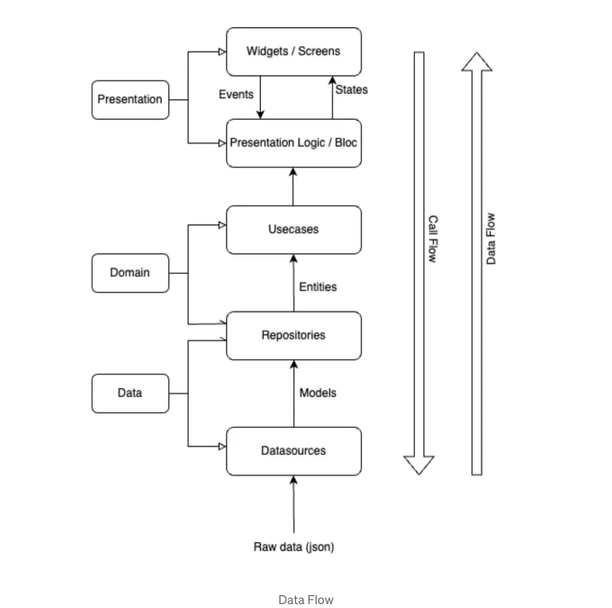 Widgets / Screens
Presentation
Events
States
Presentation Logic / Bloc
Usecases
Call Flow
Data Flow
Domain
Entities
Repositories
Data
Models
Datasources
Raw data (json)
Data Flow